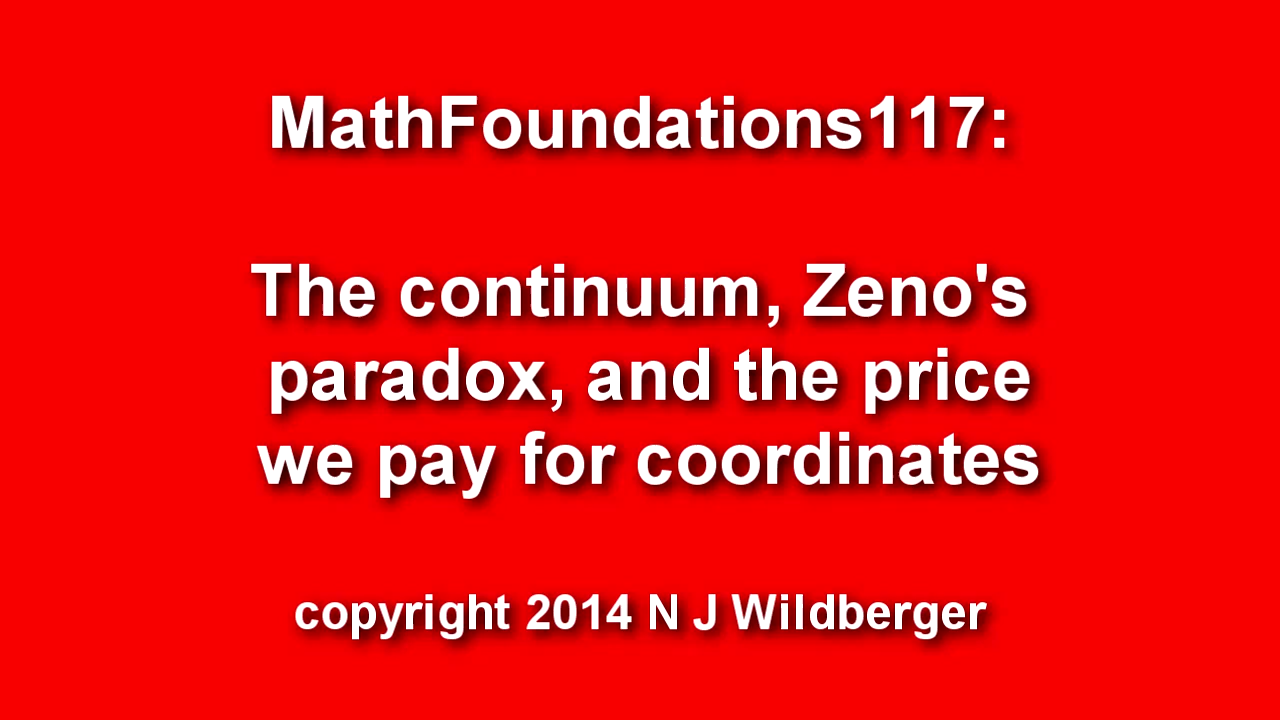 MathFoundations117:
The continuum, Zeno's
paradox, and the price
we pay for coordinates
copyright 2014 N J Wildberger